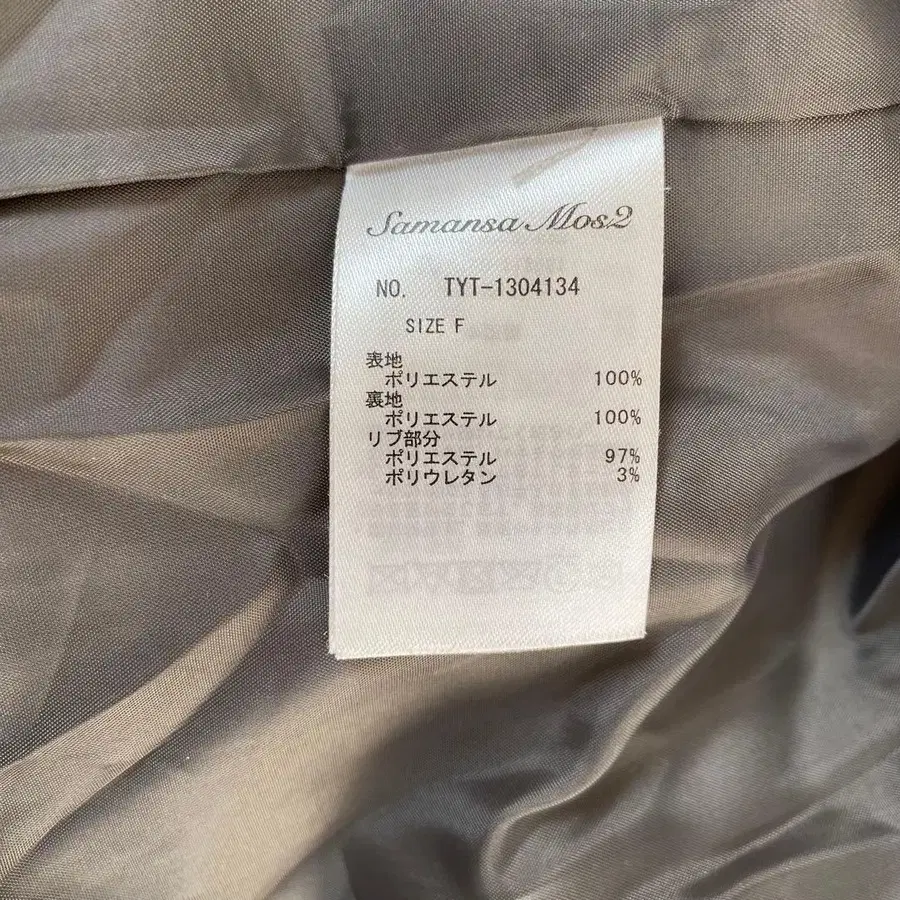 Samansa Mos2
NO. TYT-1304134
SIZE F
表地
ポリエステル 100%
裏地
ポリエステル 100%
リブ部分
ポリエステル 97%
ポリウレタン 3%